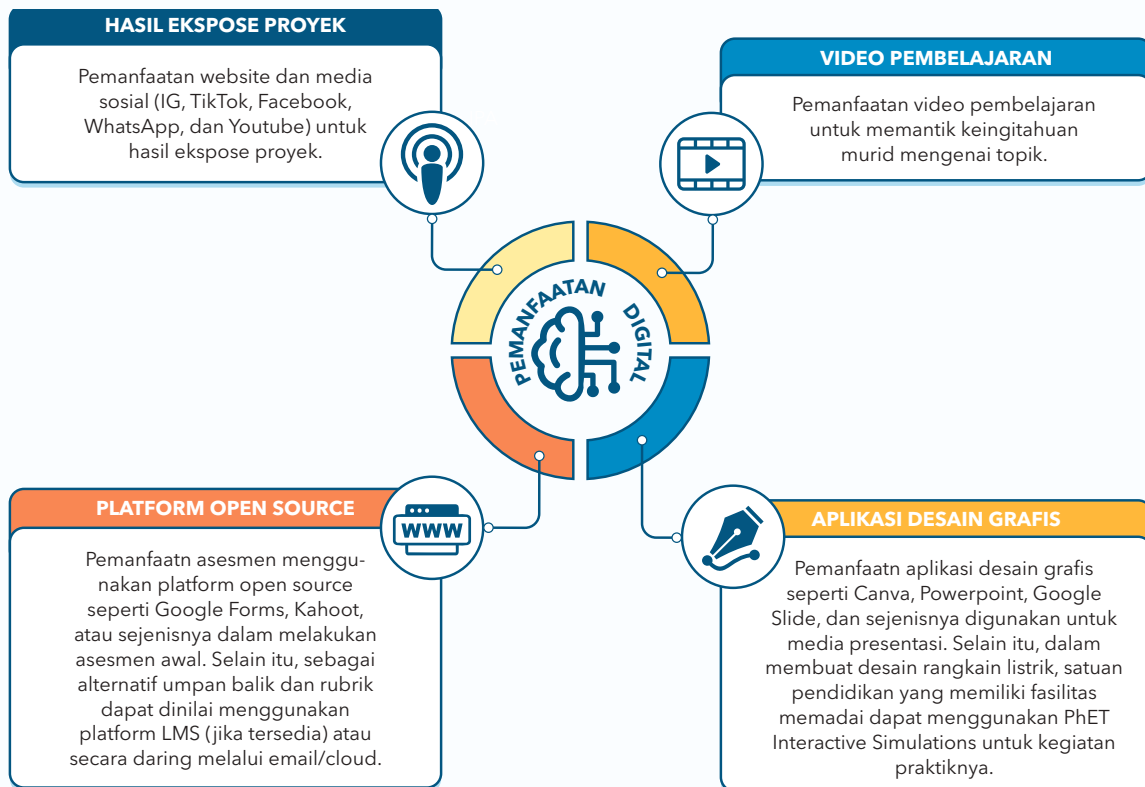 HASIL EKSPOSE PROYEK
Pemanfaatan website dan media
sosial (IG, TikTok, Facebook,
WhatsApp, dan Youtube) untuk
hasil ekspose proyek.
VIDEO PEMBELAJARAN
Pemanfaatan video pembelajaran
untuk memantik keingitahuan
murid mengenai topik.
PEMANFAATAN DIGITAL
PLATFORM OPEN SOURCE
WWW
Pemanfaatn asesmen menggu-
nakan platform open source
seperti Google Forms, Kahoot,
atau sejenisnya dalam melakukan
asesmen awal. Selain itu, sebagai
alternatif umpan balik dan rubrik
dapat dinilai menggunakan
platform LMS (jika tersedia) atau
secara daring melalui email/cloud.
APLIKASI DESAIN GRAFIS
Pemanfaatn aplikasi desain grafis
seperti Canva, Powerpoint, Google
Slide, dan sejenisnya digunakan untuk
media presentasi. Selain itu, dalam
membuat desain rangkain listrik, satuan
pendidikan yang memiliki fasilitas
memadai dapat menggunakan PhET
Interactive Simulations untuk kegiatan
praktiknya.